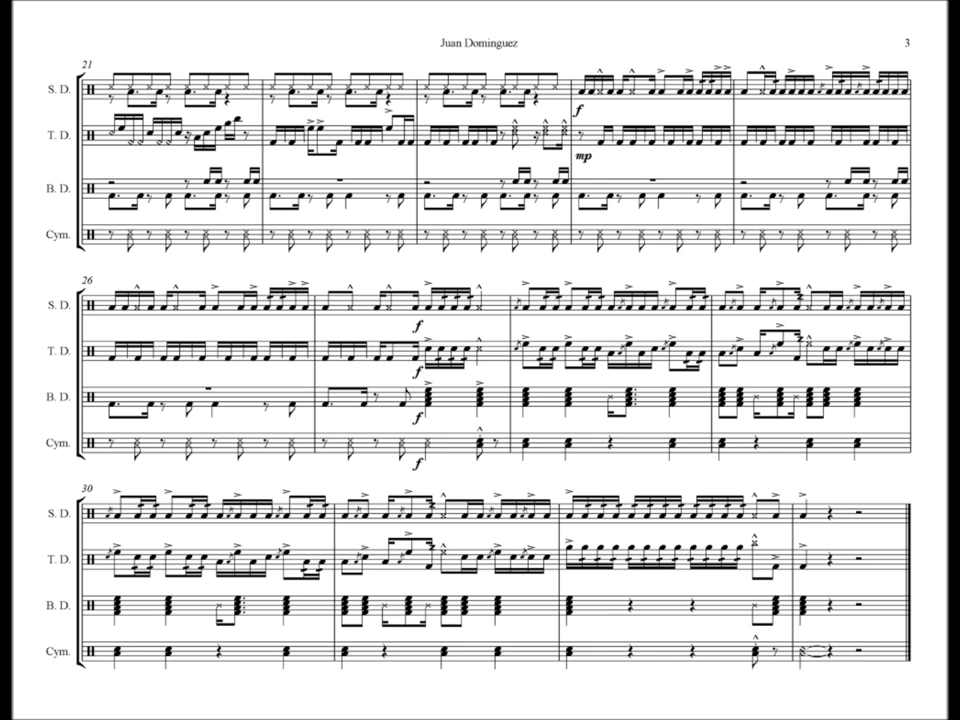 Juan Dominguez 3
21
S. D.
f
T. D.
mp
B. D.
Cym.
26
S. D.
f
T. D.
f
B. D.
f
Cym.
f
30
S. D.
T. D.
B. D.
Cym.